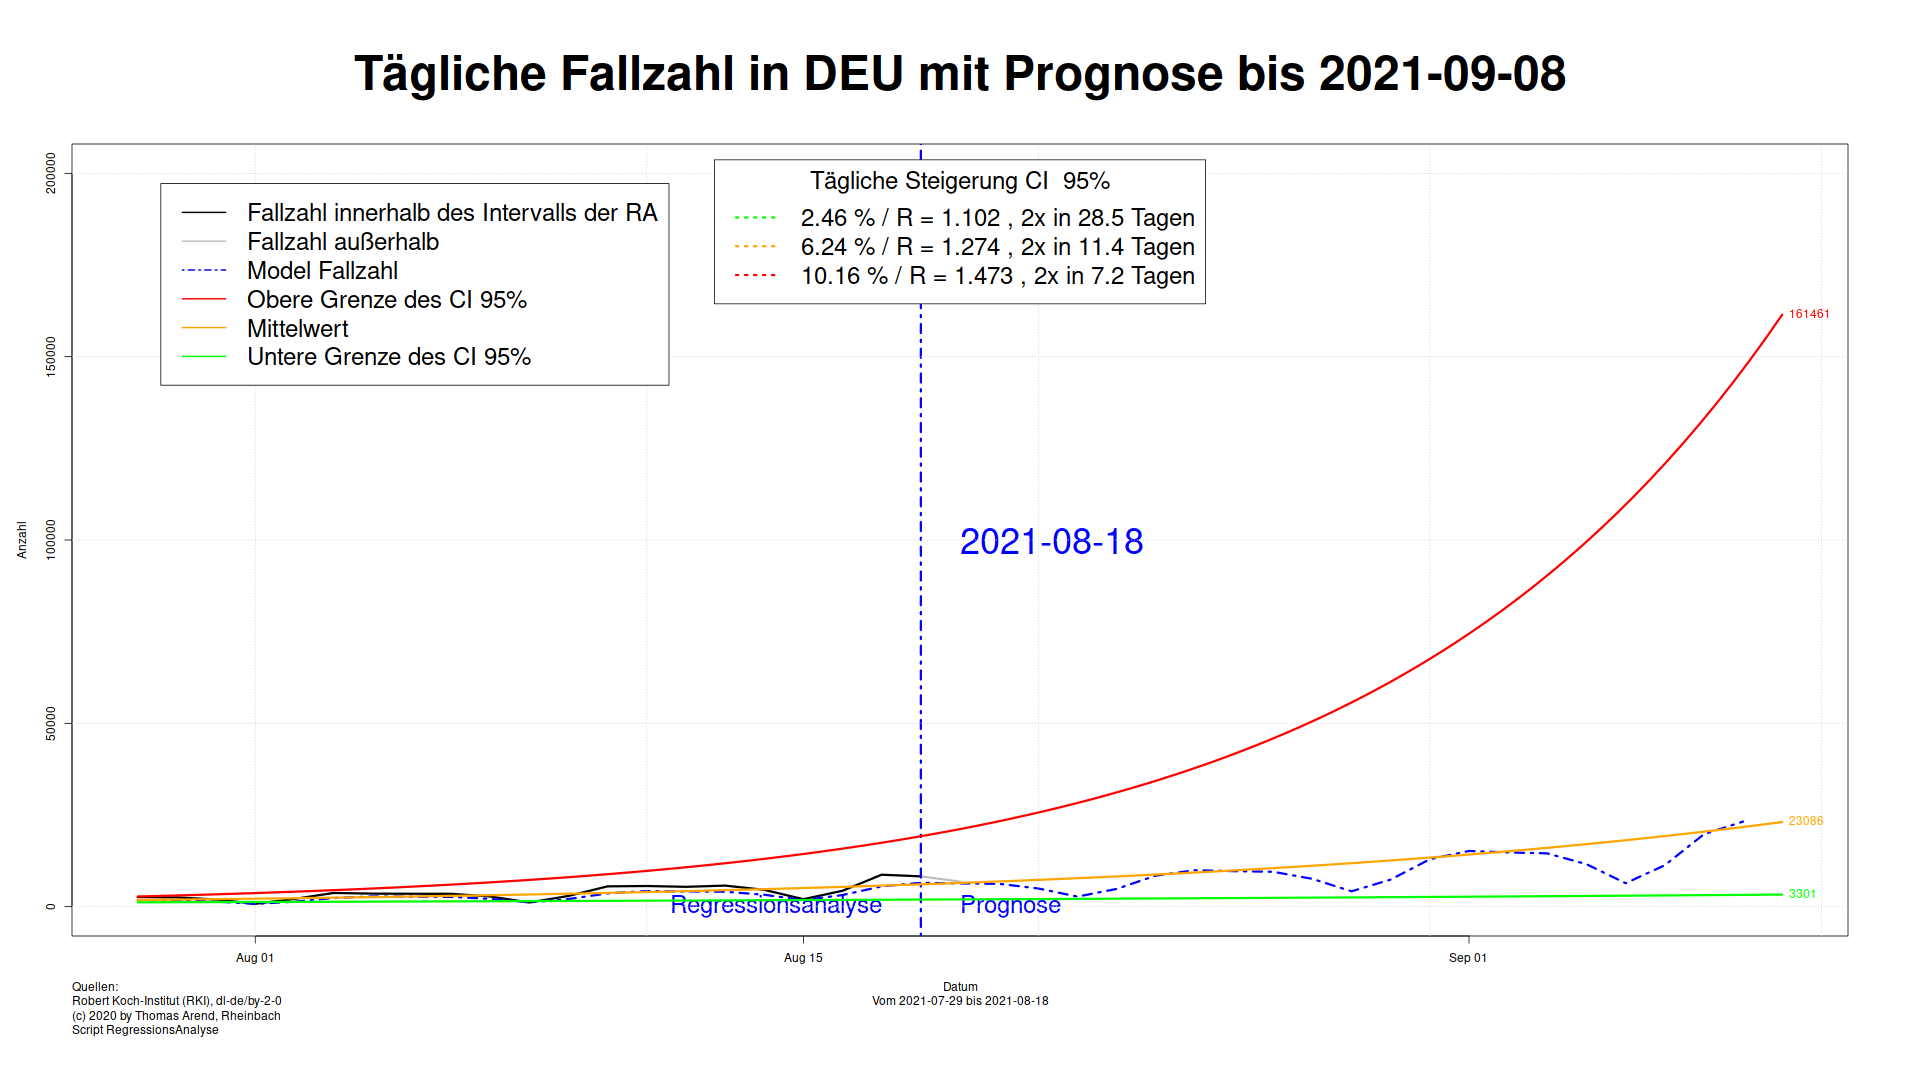 Tägliche Fallzahl in DEU mit Prognose bis 2021-09-08
Fallzahl innerhalb des Intervalls der RA
Fallzahl außerhalb
Model Fallzahl
Obere Grenze des CI 95%
Mittelwert
Untere Grenze des CI 95%
Tägliche Steigerung CI  95%
2.46 % / R = 1.102 , 2x in 28.5 Tagen
6.24 % / R = 1.274 , 2x in 11.4 Tagen
10.16 % / R = 1.473 , 2x in 7.2 Tagen
200000
150000
100000
50000
0
Anzahl
161461
23086
3301
2021-08-18
Regressionsanalyse
Prognose
Aug 01
Aug 15
Sep 01
Datum
Vom 2021-07-29 bis 2021-08-18
Quellen:
Robert Koch-Institut (RKI), dl-de/by-2-0
(c) 2020 by Thomas Arend, Rheinbach
Script RegressionsAnalyse